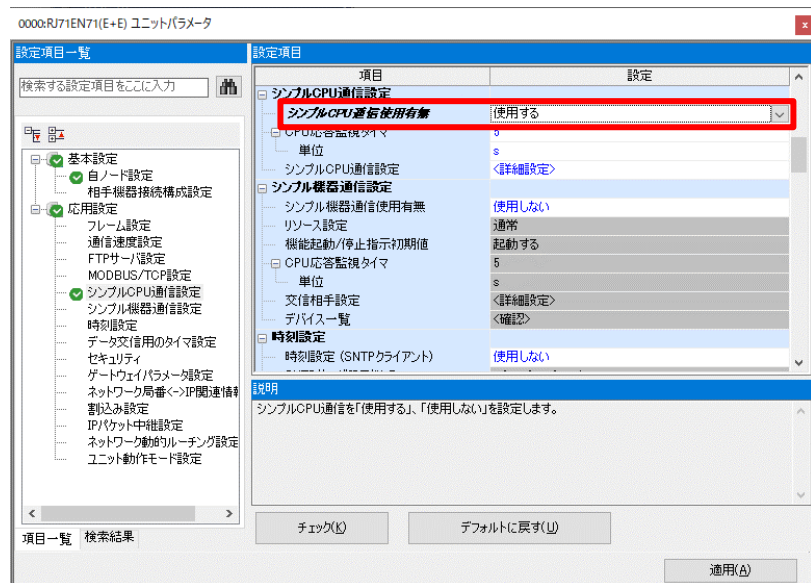 0000:RJ71EN71(E+E) ユニットパラメータ
設定項目一覧
検索する設定項目をここに入力
基本設定
自ノード設定
相手機器接続構成設定
応用設定
フレーム設定
通信速度設定
FTPサーバ設定
MODBUS/TCP設定
シンプルCPU通信設定
シンプル機器通信設定
時刻設定
データ交信用のタイマ設定
セキュリティ
ゲートウェイパラメータ設定
ネットワーク局番<->IP関連情報
割込み設定
IPパケット中継設定
ネットワーク動的ルーチング設定
ユニット動作モード設定
項目一覧 検索結果
設定項目
項目 設定
シンプルCPU通信設定
シンプルCPU通信使用有無 使用する
CPU応答監視タイマ 5
単位 s
シンプルCPU通信設定 <詳細設定>
シンプル機器通信設定
シンプル機器通信使用有無 使用しない
リソース設定 通常
機能起動/停止指示初期値 起動する
CPU応答監視タイマ 5
単位 s
交信相手設定 <詳細設定>
デバイス一覧 <確認>
時刻設定
時刻設定 (SNTPクライアント) 使用しない
説明
シンプルCPU通信を「使用する」、「使用しない」を設定します。
チェック(K) デフォルトに戻す(U)
適用(A)